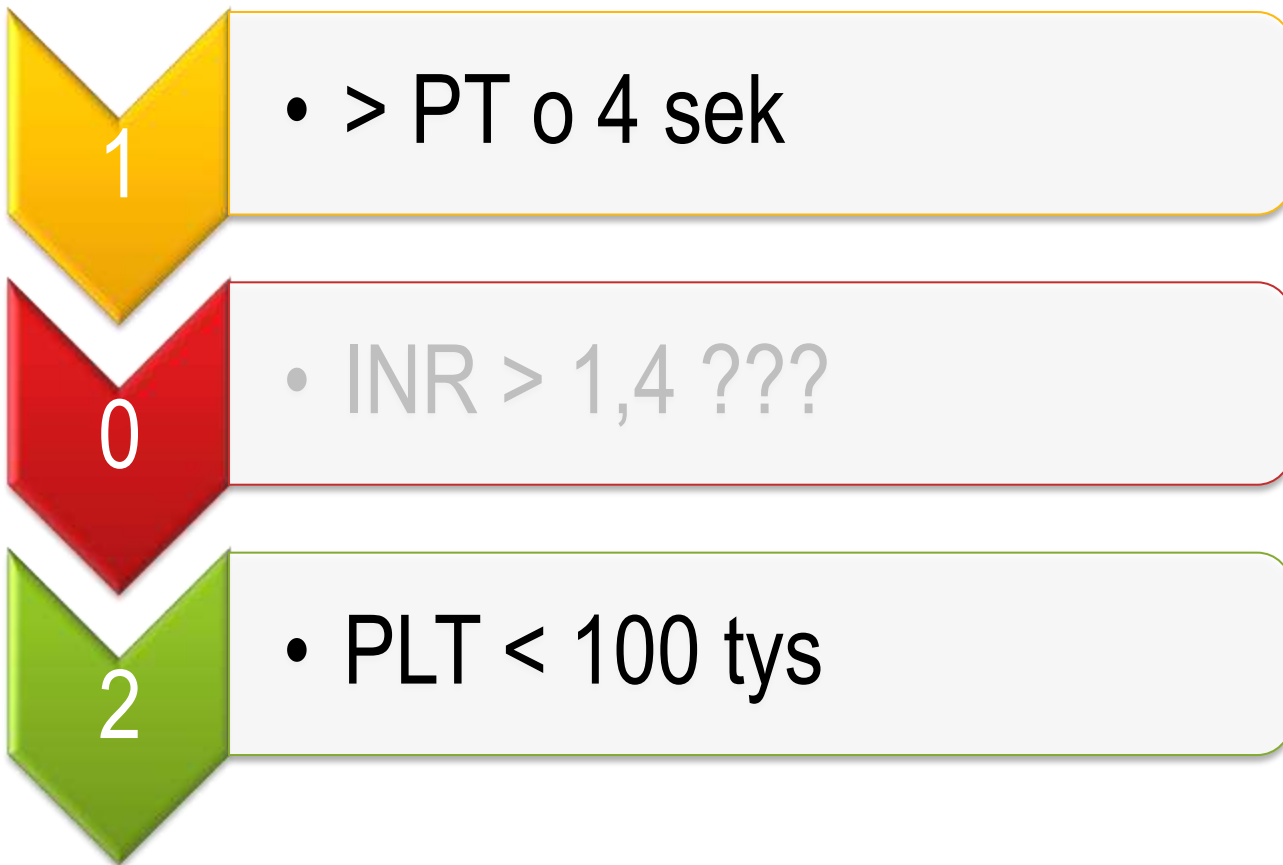 1
• > PT o 4 sek
0
• INR > 1,4 ???
2
• PLT < 100 tys